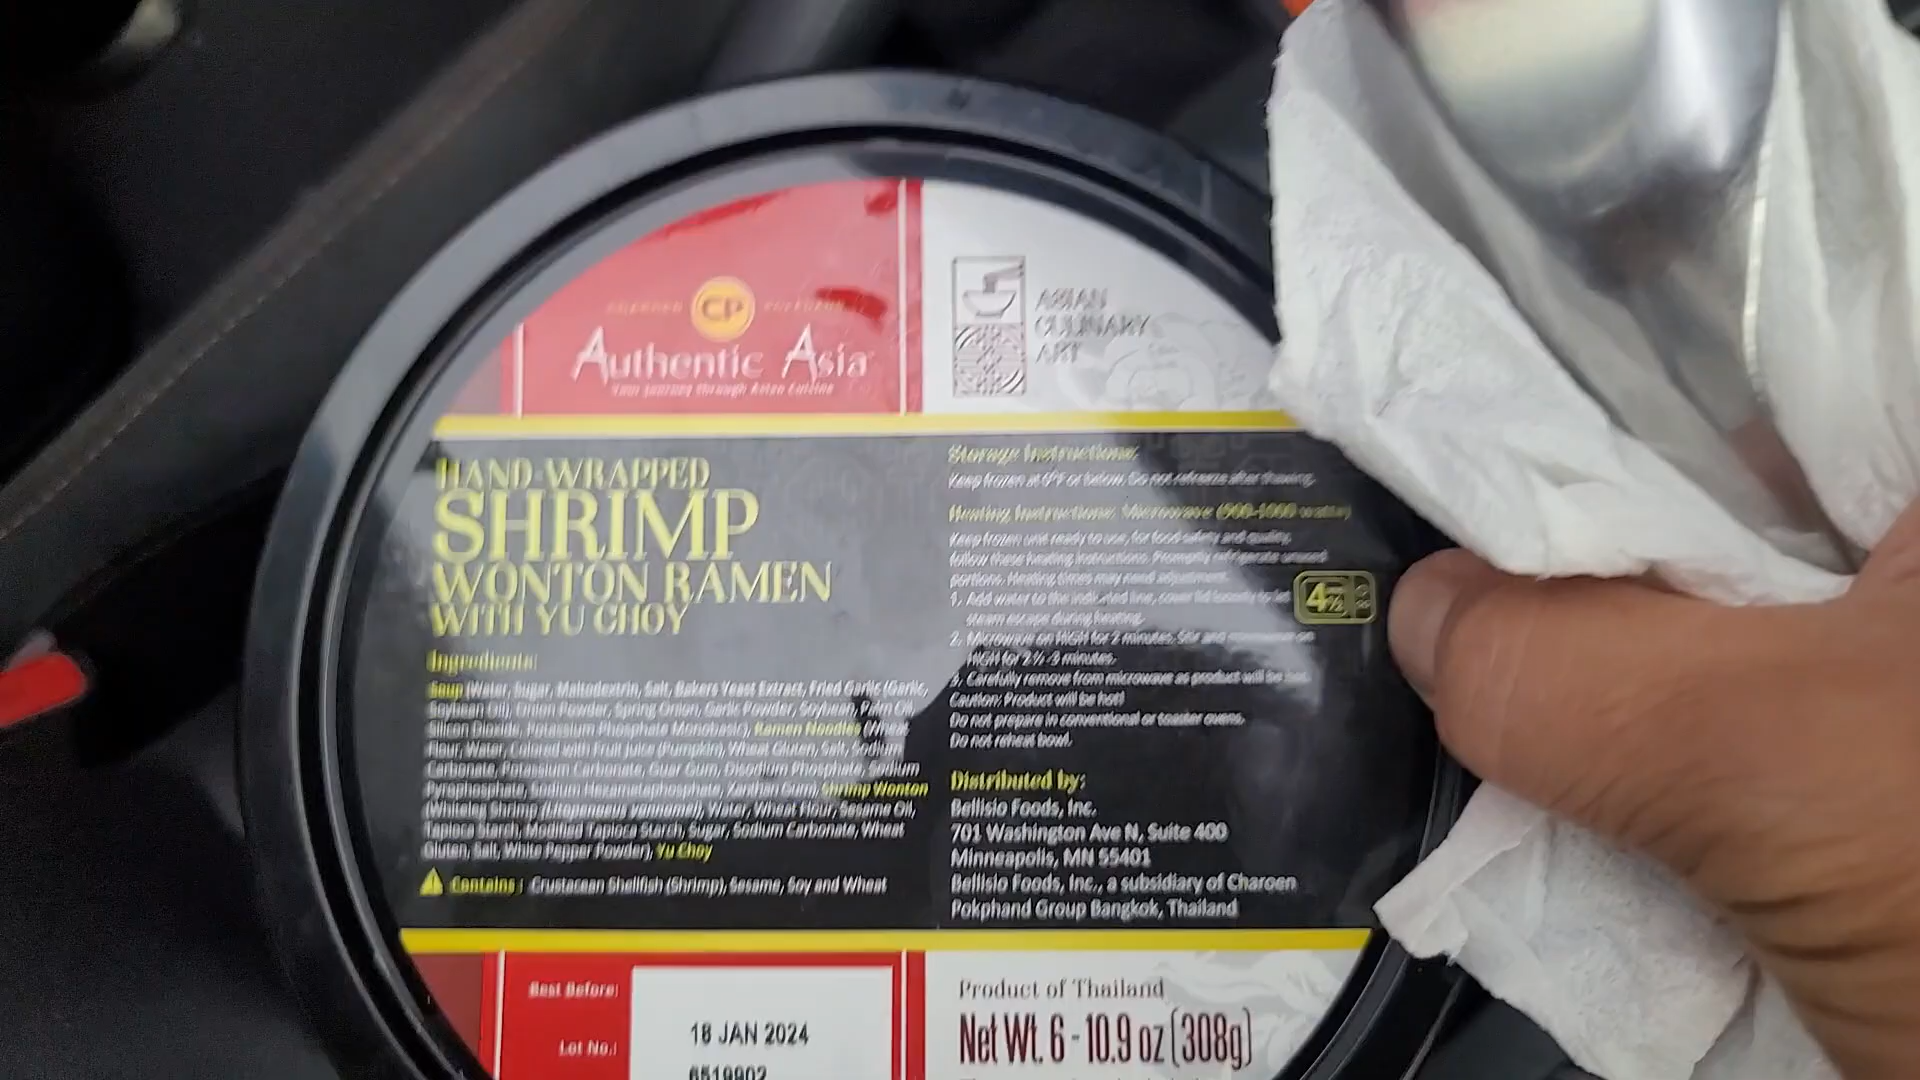 CP
Authentic Asia
Your journey through Asian Cuisine
ASIAN
CULINARY
ART
HAND-WRAPPED
SHRIMP
WONTON RAMEN
WITH YU CHOY
Ingredients:
Soup (Water, Sugar, Maltodextrin, Salt, Bakers Yeast Extract, Fried Garlic (Garlic,
Soybean Oil), Onion Powder, Spring Onion, Garlic Powder, Soybean, Palm Oil,
Potassium Phosphate Monobasic), Ramen Noodles (Wheat
Flour, Water, Colored with Fruit Juice (Pumpkin), Wheat Gluten, Salt, Sodium
Carbonate, Potassium Carbonate, Guar Gum, Disodium Phosphate, Sodium
Pyrophosphate, Sodium Hexametaphosphate, Xanthan Gum), Shrimp Wonton
Shrimp (Litopenaeus vannamei), Water, Wheat Flour, Sesame Oil,
Tapioca Starch, Modified Tapioca Starch, Sugar, Sodium Carbonate, Wheat
Gluten, Salt, White Pepper Powder), Yu Choy
Contains : Crustacean Shellfish (Shrimp), Sesame, Soy and Wheat
Storage Instructions:
Keep frozen at 0°F or below. Do not refreeze after thawing.
Heating Instructions: Microwave (900-1000 watts)
Keep frozen until ready to use, for food safety and quality,
follow these heating instructions. Promptly refrigerate unused
portions. Heating times may need adjustment.
1. Add water to the indicated line, cover lid loosely to let
steam escape during heating.
2. Microwave on HIGH for 2 minutes. Stir and microwave on
HIGH for 2 ½ -3 minutes.
3. Carefully remove from microwave as product will be hot.
Caution: Product will be hot!
Do not prepare in conventional or toaster ovens.
Do not reheat bowl.
4½
Distributed by:
Bellisio Foods, Inc.
701 Washington Ave N, Suite 400
Minneapolis, MN 55401
Bellisio Foods, Inc., a subsidiary of Charoen
Pokphand Group Bangkok, Thailand
Best Before:
18 JAN 2024
Lot No.:
6519902
Product of Thailand
Net Wt. 6 - 10.9 oz (308g)